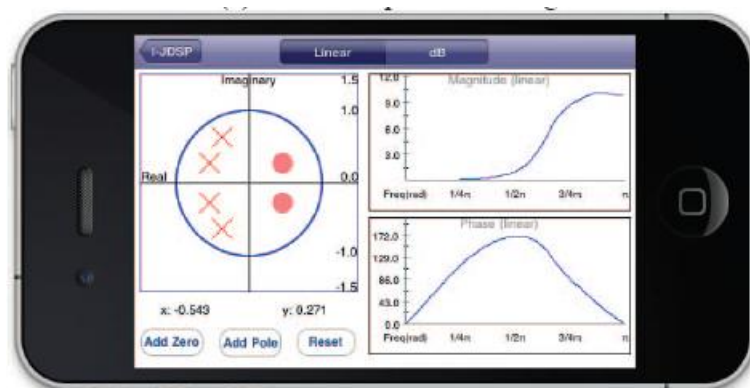 i-JDSP
Linear
dB
Imaginary
1.5
1.0
Real
0.0
-1.0
-1.5
x: -0.543
y: 0.271
Add Zero
Add Pole
Reset
Magnitude (linear)
12.0
9.0
6.0
3.0
Freq(rad) 1/4π 1/2π 3/4π π
Phase (linear)
172.0
129.0
86.0
43.0
0.0
Freq(rad) 1/4π 1/2π 3/4π π